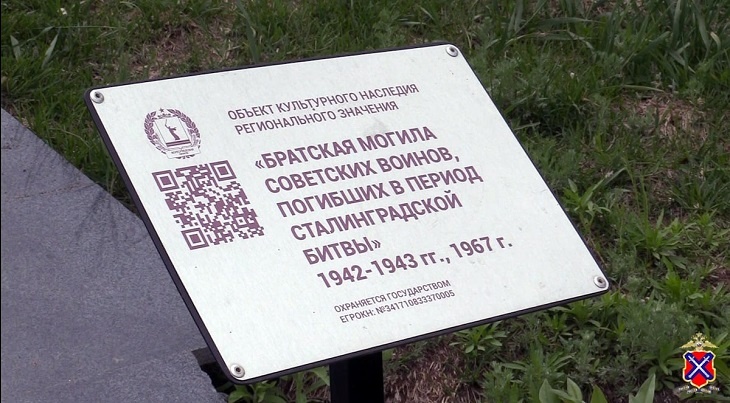 ОБЪЕКТ КУЛЬТУРНОГО НАСЛЕДИЯ
РЕГИОНАЛЬНОГО ЗНАЧЕНИЯ
«БРАТСКАЯ МОГИЛА
СОВЕТСКИХ ВОИНОВ,
ПОГИБШИХ В ПЕРИОД
СТАЛИНГРАДСКОЙ
БИТВЫ»
1942-1943 гг., 1967 г.
ОХРАНЯЕТСЯ ГОСУДАРСТВОМ
ЕГРОКН: №341710833370005